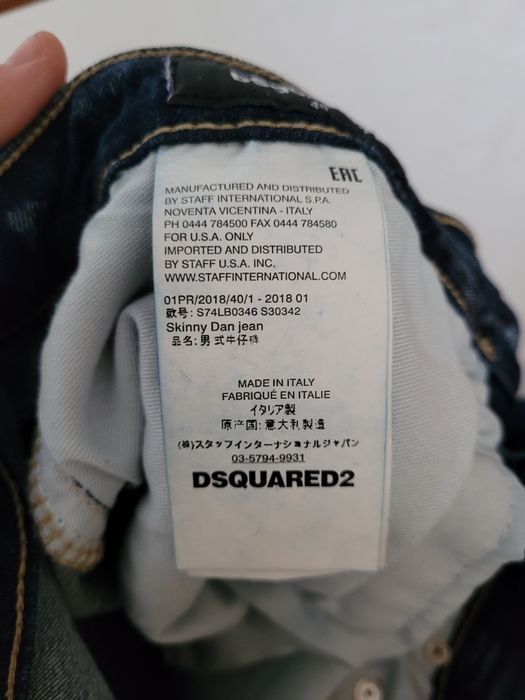 EAC
MANUFACTURED AND DISTRIBUTED
BY STAFF INTERNATIONAL S.P.A.
NOVENTA VICENTINA - ITALY
PH 0444 784500 FAX 0444 784580
FOR U.S.A. ONLY
IMPORTED AND DISTRIBUTED
BY STAFF U.S.A. INC.
WWW.STAFFINTERNATIONAL.COM
01PR/2018/40/1 - 2018 01
款号: S74LB0346 S30342
Skinny Dan jean
品名: 男式牛仔裤
MADE IN ITALY
FABRIQUÉ EN ITALIE
イタリア製
原产国: 意大利製造
(株)スタッフインターナショナルジャパン
03-5794-9931
DSQUARED2